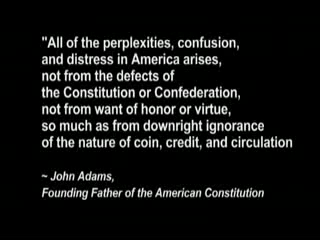 "All of the perplexities, confusion,
and distress in America arises,
not from the defects of
the Constitution or Confederation,
not from want of honor or virtue,
so much as from downright ignorance
of the nature of coin, credit, and circulation
~ John Adams,
Founding Father of the American Constitution